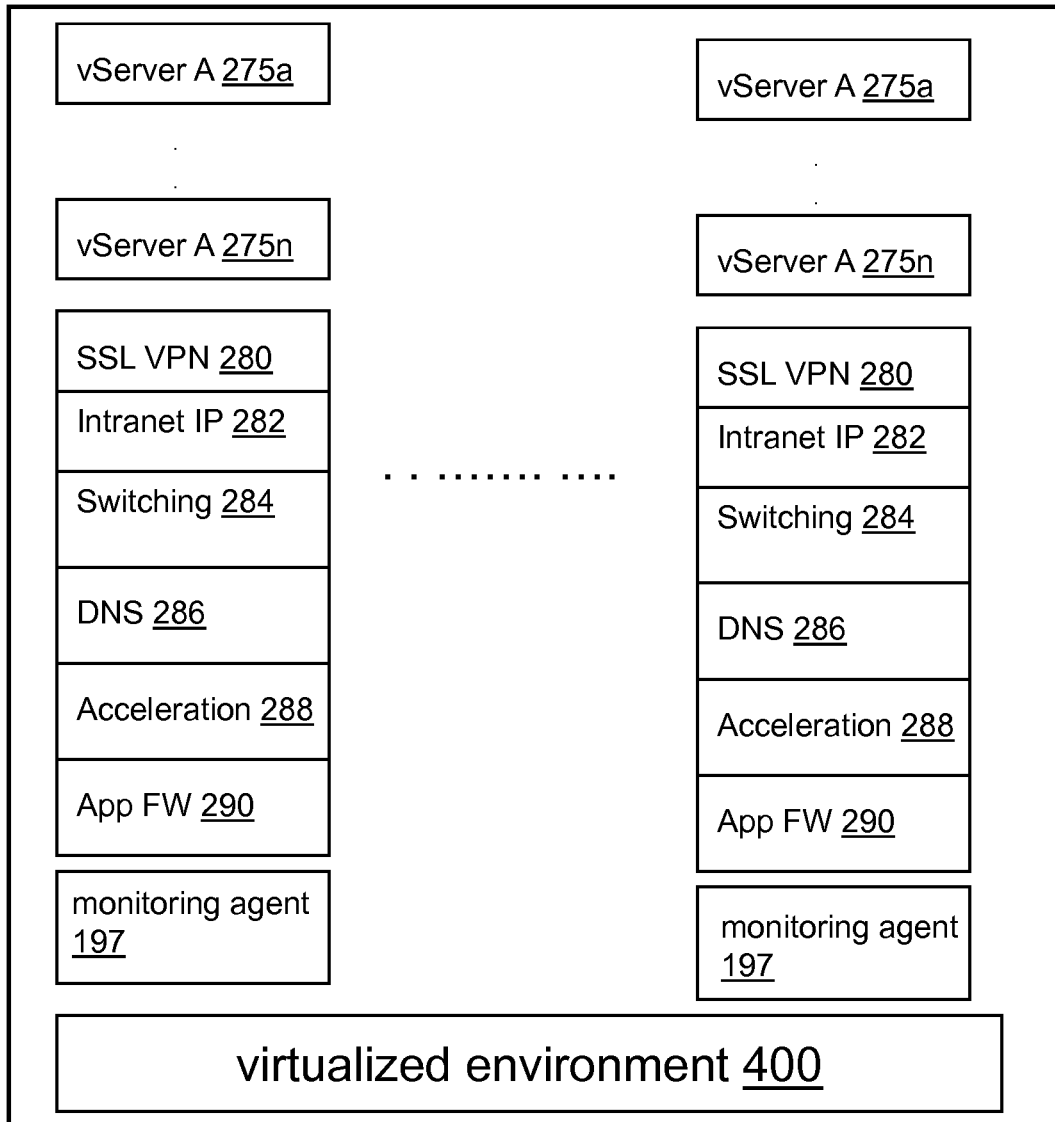 vServer A 275a
vServer A 275n
SSL VPN 280
Intranet IP 282
Switching 284
DNS 286
Acceleration 288
App FW 290
monitoring agent
197
vServer A 275a
vServer A 275n
SSL VPN 280
Intranet IP 282
Switching 284
DNS 286
Acceleration 288
App FW 290
monitoring agent
197
virtualized environment 400